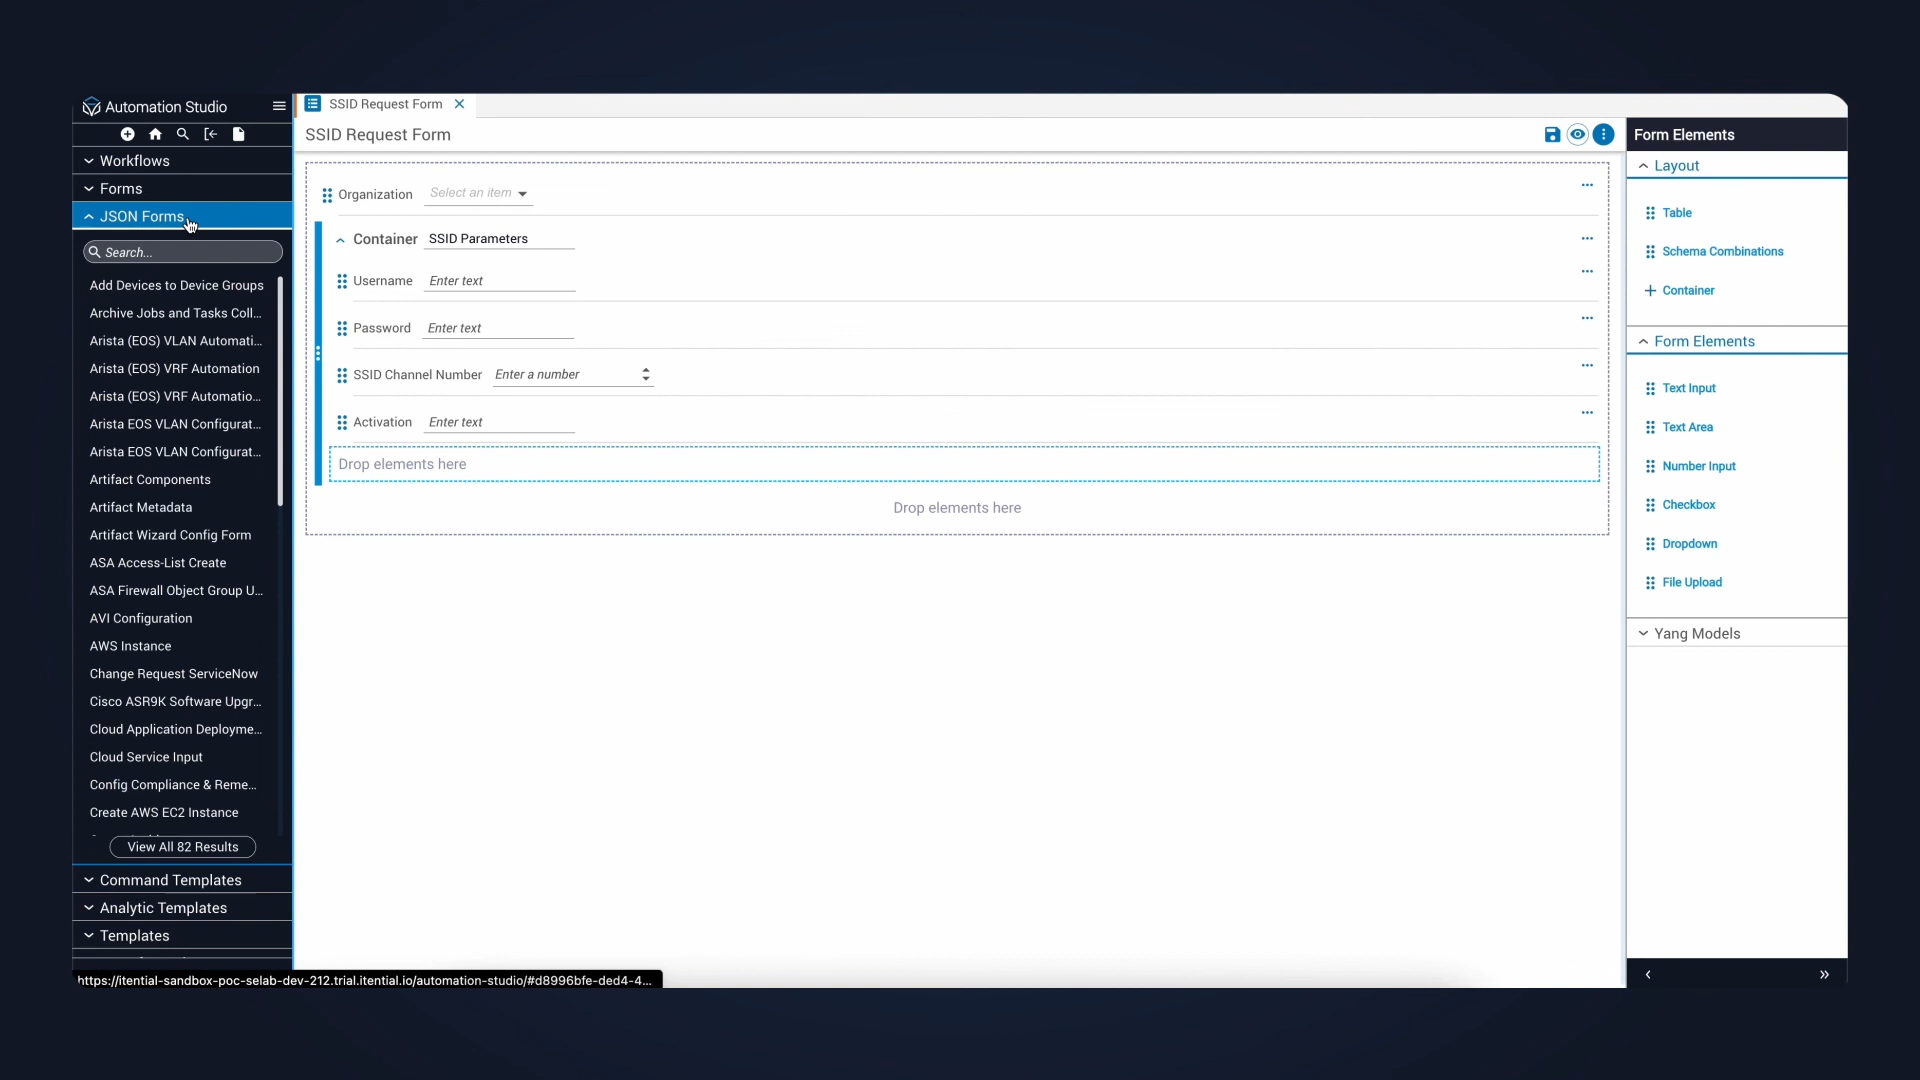 Automation Studio
Workflows
Forms
JSON Forms
Search...
Add Devices to Device Groups
Archive Jobs and Tasks Coll...
Arista (EOS) VLAN Automati...
Arista (EOS) VRF Automation
Arista (EOS) VRF Automatio...
Arista EOS VLAN Configurat...
Arista EOS VLAN Configurat...
Artifact Components
Artifact Metadata
Artifact Wizard Config Form
ASA Access-List Create
ASA Firewall Object Group U...
AVI Configuration
AWS Instance
Change Request ServiceNow
Cisco ASR9K Software Upgr...
Cloud Application Deployme...
Cloud Service Input
Config Compliance & Reme...
Create AWS EC2 Instance
View All 82 Results
Command Templates
Analytic Templates
Templates
https://itential-sandbox-poc-selab-dev-212.trial.itential.io/automation-studio/#d8996bfe-ded4-4...
SSID Request Form
SSID Request Form
Organization Select an item
Container SSID Parameters
Username Enter text
Password Enter text
SSID Channel Number Enter a number
Activation Enter text
Drop elements here
Drop elements here
Form Elements
Layout
Table
Schema Combinations
Container
Form Elements
Text Input
Text Area
Number Input
Checkbox
Dropdown
File Upload
Yang Models